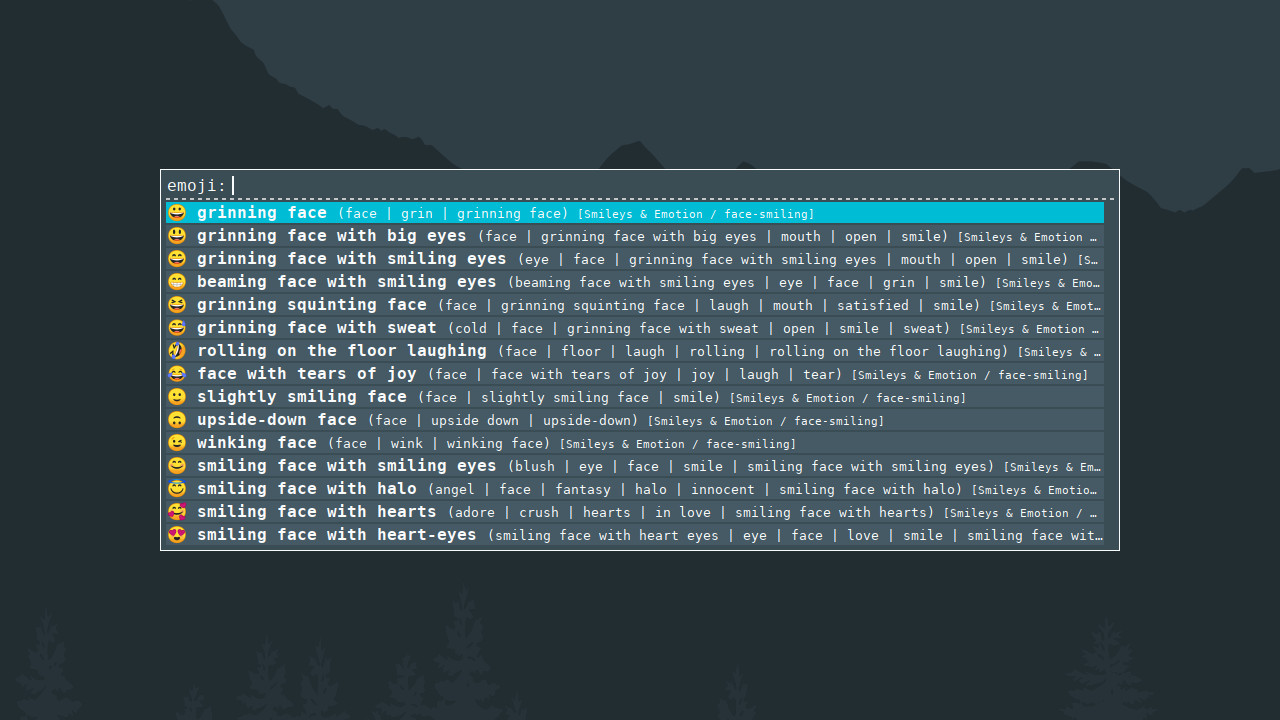 emoji:
😀 grinning face (face | grin | grinning face) [Smileys & Emotion / face-smiling]
😃 grinning face with big eyes (face | grinning face with big eyes | mouth | open | smile) [Smileys & Emotion …
😄 grinning face with smiling eyes (eye | face | grinning face with smiling eyes | mouth | open | smile) [S…
😁 beaming face with smiling eyes (beaming face with smiling eyes | eye | face | grin | smile) [Smileys & Emo…
😆 grinning squinting face (face | grinning squinting face | laugh | mouth | satisfied | smile) [Smileys & Emot…
😅 grinning face with sweat (cold | face | grinning face with sweat | open | smile | sweat) [Smileys & Emotion …
🤣 rolling on the floor laughing (face | floor | laugh | rolling | rolling on the floor laughing) [Smileys & …
😂 face with tears of joy (face | face with tears of joy | joy | laugh | tear) [Smileys & Emotion / face-smiling]
🙂 slightly smiling face (face | slightly smiling face | smile) [Smileys & Emotion / face-smiling]
🙃 upside-down face (face | upside down | upside-down) [Smileys & Emotion / face-smiling]
😉 winking face (face | wink | winking face) [Smileys & Emotion / face-smiling]
😊 smiling face with smiling eyes (blush | eye | face | smile | smiling face with smiling eyes) [Smileys & Em…
😇 smiling face with halo (angel | face | fantasy | halo | innocent | smiling face with halo) [Smileys & Emotio…
🥰 smiling face with hearts (adore | crush | hearts | in love | smiling face with hearts) [Smileys & Emotion / …
😍 smiling face with heart-eyes (smiling face with heart eyes | eye | face | love | smile | smiling face wit…